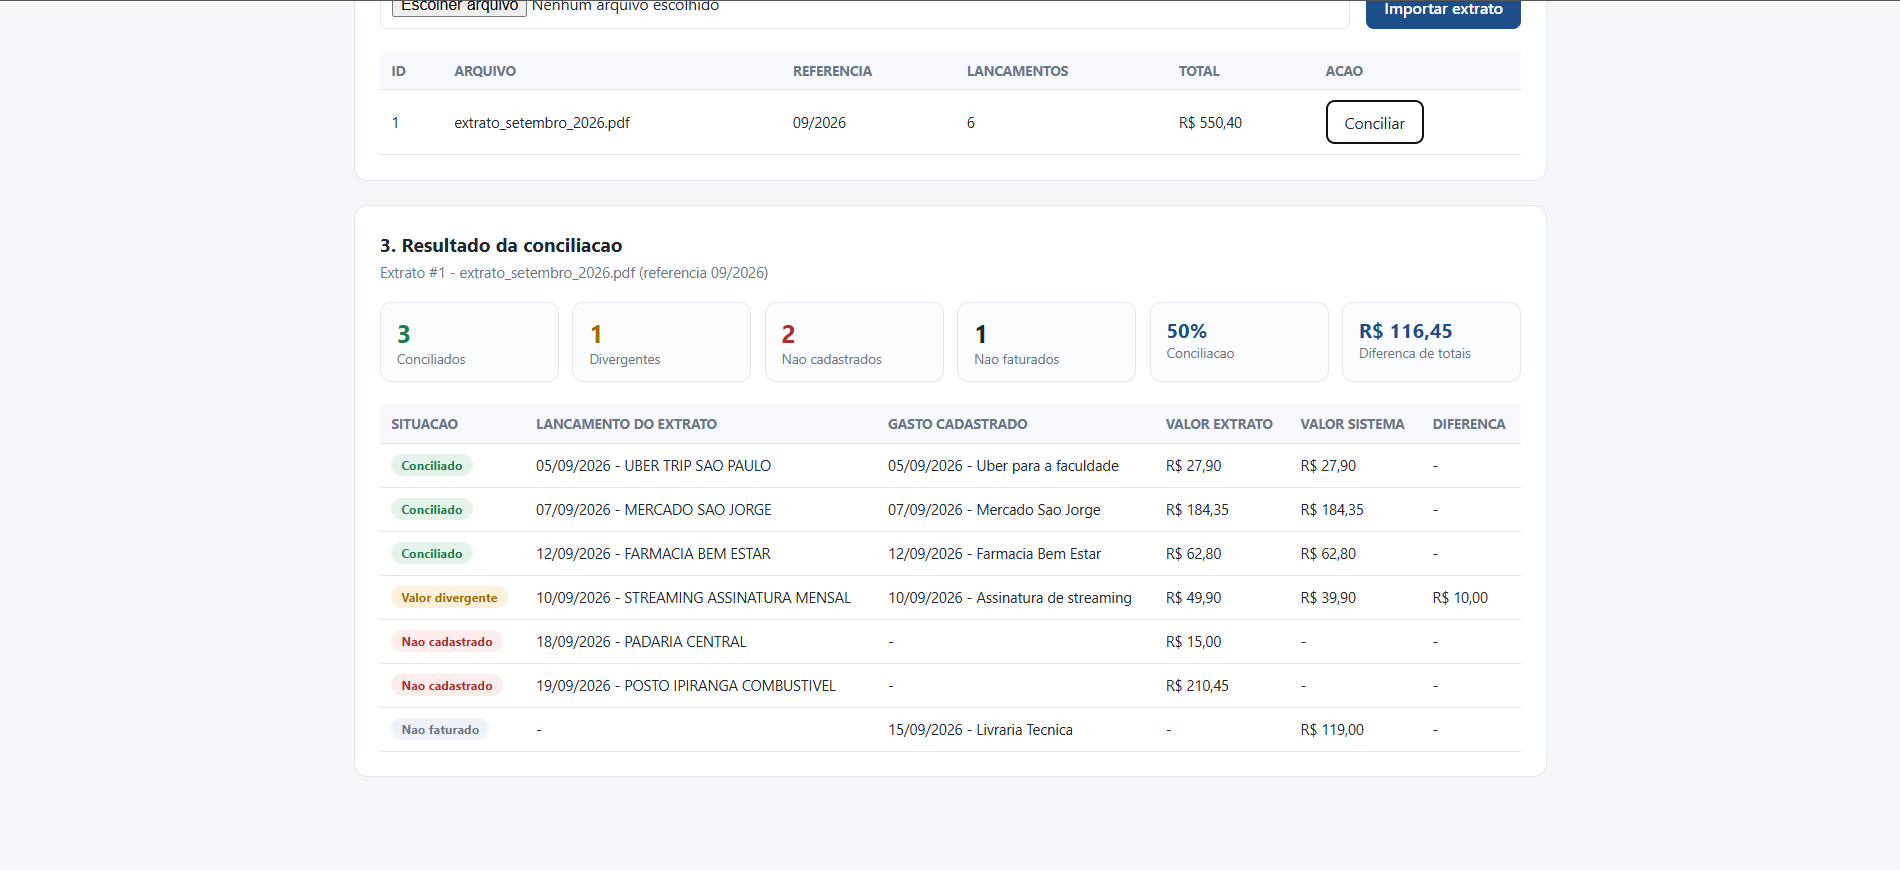 Escolher arquivo Nenhum arquivo escolhido Importar extrato
ID ARQUIVO REFERENCIA LANCAMENTOS TOTAL ACAO
1 extrato_setembro_2026.pdf 09/2026 6 R$ 550,40 Conciliar
3. Resultado da conciliacao
Extrato #1 - extrato_setembro_2026.pdf (referencia 09/2026)
3 1 2 1 50% R$ 116,45
Conciliados Divergentes Nao cadastrados Nao faturados Conciliacao Diferenca de totais
SITUACAO LANCAMENTO DO EXTRATO GASTO CADASTRADO VALOR EXTRATO VALOR SISTEMA DIFERENCA
Conciliado 05/09/2026 - UBER TRIP SAO PAULO 05/09/2026 - Uber para a faculdade R$ 27,90 R$ 27,90 -
Conciliado 07/09/2026 - MERCADO SAO JORGE 07/09/2026 - Mercado Sao Jorge R$ 184,35 R$ 184,35 -
Conciliado 12/09/2026 - FARMACIA BEM ESTAR 12/09/2026 - Farmacia Bem Estar R$ 62,80 R$ 62,80 -
Valor divergente 10/09/2026 - STREAMING ASSINATURA MENSAL 10/09/2026 - Assinatura de streaming R$ 49,90 R$ 39,90 R$ 10,00
Nao cadastrado 18/09/2026 - PADARIA CENTRAL - R$ 15,00 - -
Nao cadastrado 19/09/2026 - POSTO IPIRANGA COMBUSTIVEL - R$ 210,45 - -
Nao faturado - 15/09/2026 - Livraria Tecnica - R$ 119,00 -